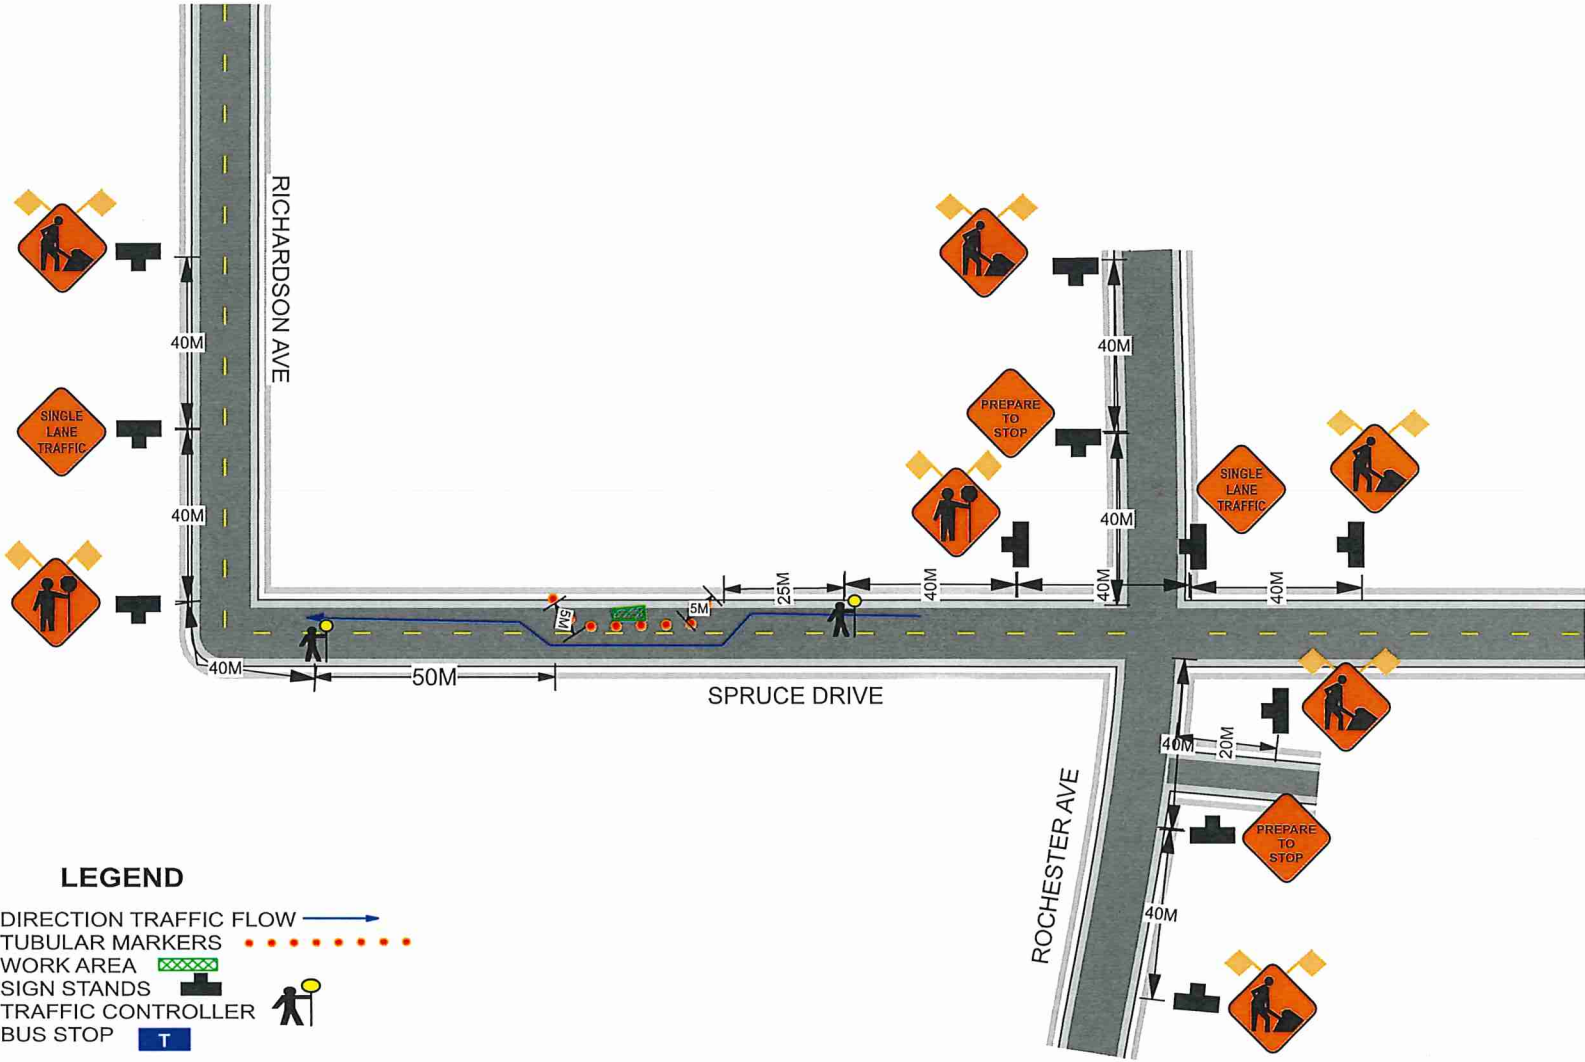 RICHARDSON AVE
40M
SINGLE
LANE
TRAFFIC
40M
40M
50M
5M
5M
25M
40M
40M
40M
SPRUCE DRIVE
40M
PREPARE
TO
STOP
40M
SINGLE
LANE
TRAFFIC
40M
20M
PREPARE
TO
STOP
40M
ROCHESTER AVE
LEGEND
DIRECTION TRAFFIC FLOW
TUBULAR MARKERS
WORK AREA
SIGN STANDS
TRAFFIC CONTROLLER
BUS STOP T